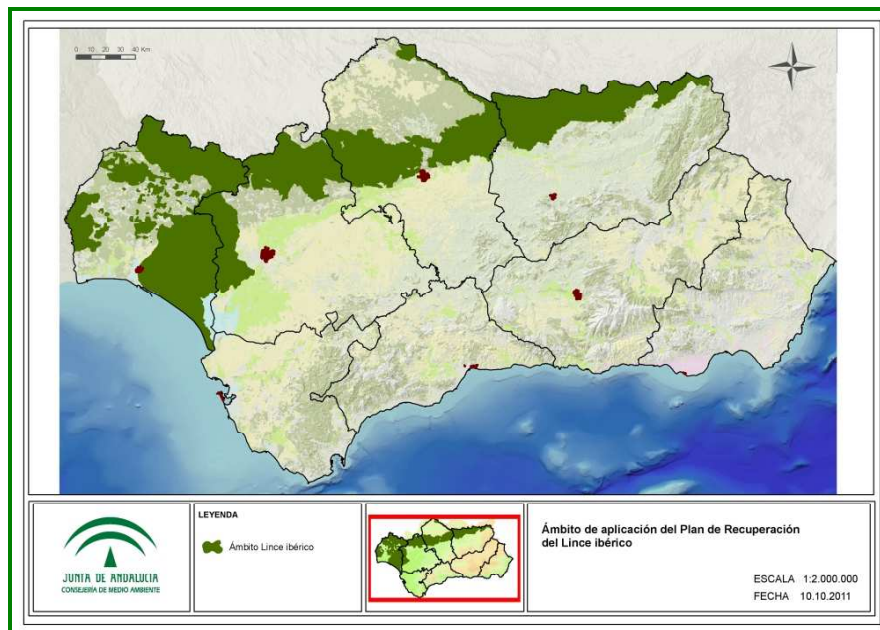 0 10 20 30 40 Km
JUNTA DE ANDALUCIA
CONSEJERÍA DE MEDIO AMBIENTE
LEYENDA
Ámbito Lince ibérico
Ámbito de aplicación del Plan de Recuperación
del Lince ibérico
ESCALA 1:2.000.000
FECHA 10.10.2011